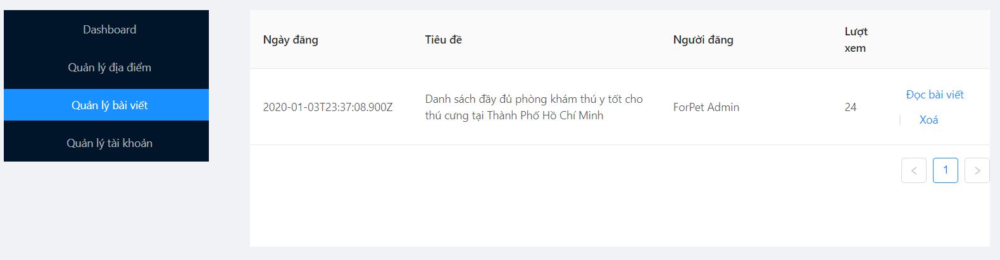 Dashboard
Quản lý địa điểm
Quản lý bài viết
Quản lý tài khoản
Ngày đăng
Tiêu đề
Người đăng
Lượt
xem
2020-01-03T23:37:08.900Z
Danh sách đầy đủ phòng khám thú y tốt cho
thú cưng tại Thành Phố Hồ Chí Minh
ForPet Admin
24
Đọc bài viết
Xoá
1